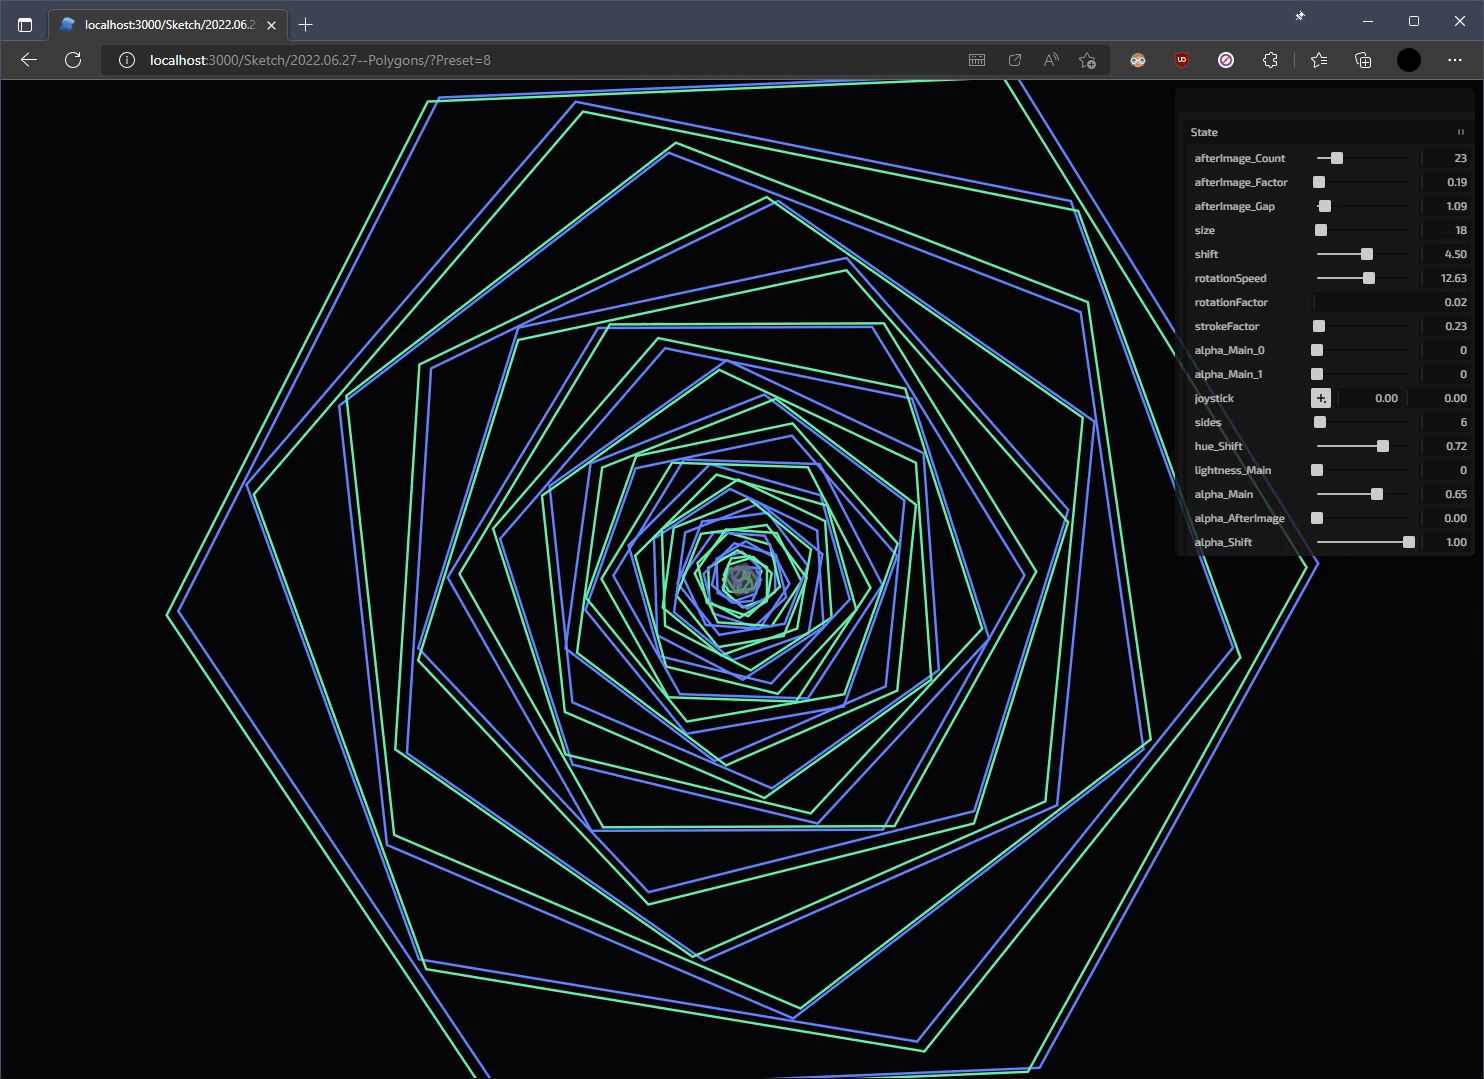 localhost:3000/Sketch/2022.06.2
localhost:3000/Sketch/2022.06.27--Polygons/?Preset=8
State
afterImage_Count 23
afterImage_Factor 0.19
afterImage_Gap 1.09
size 18
shift 4.50
rotationSpeed 12.63
rotationFactor 0.02
strokeFactor 0.23
alpha_Main_0 0
alpha_Main_1 0
joystick 0.00 0.00
sides 6
hue_Shift 0.72
lightness_Main 0
alpha_Main 0.65
alpha_AfterImage 0.00
alpha_Shift 1.00